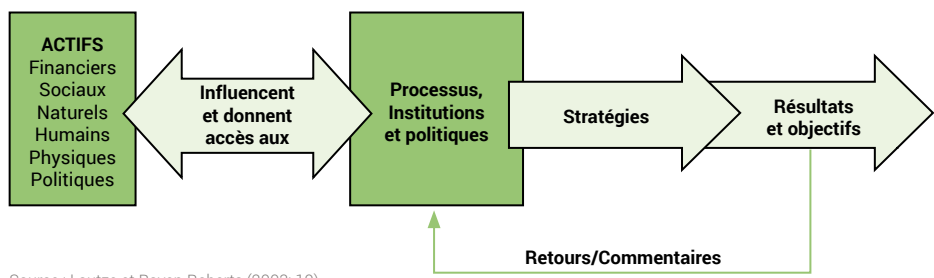 ACTIFS
Financiers
Sociaux
Naturels
Humains
Physiques
Politiques
Influencent
et donnent
accès aux
Processus,
Institutions
et politiques
Stratégies
Résultats
et objectifs
Retours/Commentaires